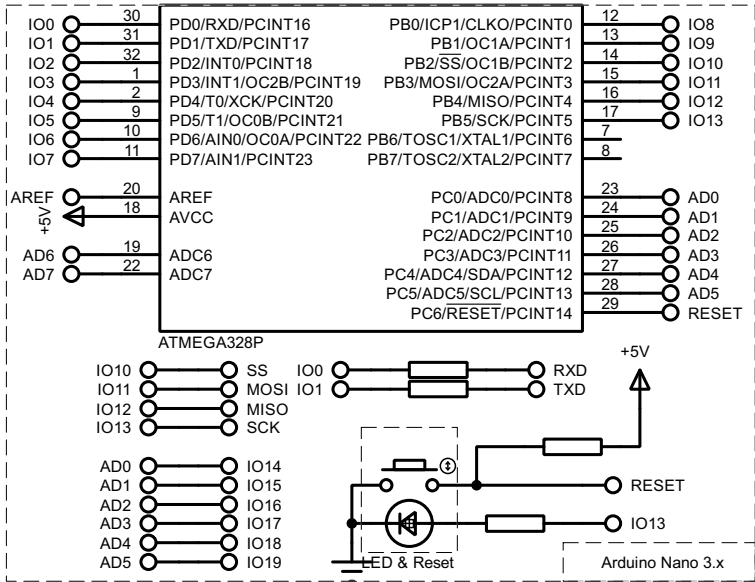 IO0 30 PD0/RXD/PCINT16 PB0/ICP1/CLKO/PCINT0 12 IO8
IO1 31 PD1/TXD/PCINT17 PB1/OC1A/PCINT1 13 IO9
IO2 32 PD2/INT0/PCINT18 PB2/SS/OC1B/PCINT2 14 IO10
IO3 1 PD3/INT1/OC2B/PCINT19 PB3/MOSI/OC2A/PCINT3 15 IO11
IO4 2 PD4/T0/XCK/PCINT20 PB4/MISO/PCINT4 16 IO12
IO5 9 PD5/T1/OC0B/PCINT21 PB5/SCK/PCINT5 17 IO13
IO6 10 PD6/AIN0/OC0A/PCINT22 PB6/TOSC1/XTAL1/PCINT6 7
IO7 11 PD7/AIN1/PCINT23 PB7/TOSC2/XTAL2/PCINT7 8
AREF 20 AREF PC0/ADC0/PCINT8 23 AD0
+5V 18 AVCC PC1/ADC1/PCINT9 24 AD1
PC2/ADC2/PCINT10 25 AD2
AD6 19 ADC6 PC3/ADC3/PCINT11 26 AD3
AD7 22 ADC7 PC4/ADC4/SDA/PCINT12 27 AD4
PC5/ADC5/SCL/PCINT13 28 AD5
PC6/RESET/PCINT14 29 RESET
ATMEGA328P
IO10 SS IO0 RXD
IO11 MOSI IO1 TXD
IO12 MISO
IO13 SCK
+5V
AD0 IO14
AD1 IO15
AD2 IO16
AD3 IO17
AD4 IO18
AD5 IO19
RESET
IO13
LED & Reset
Arduino Nano 3.x